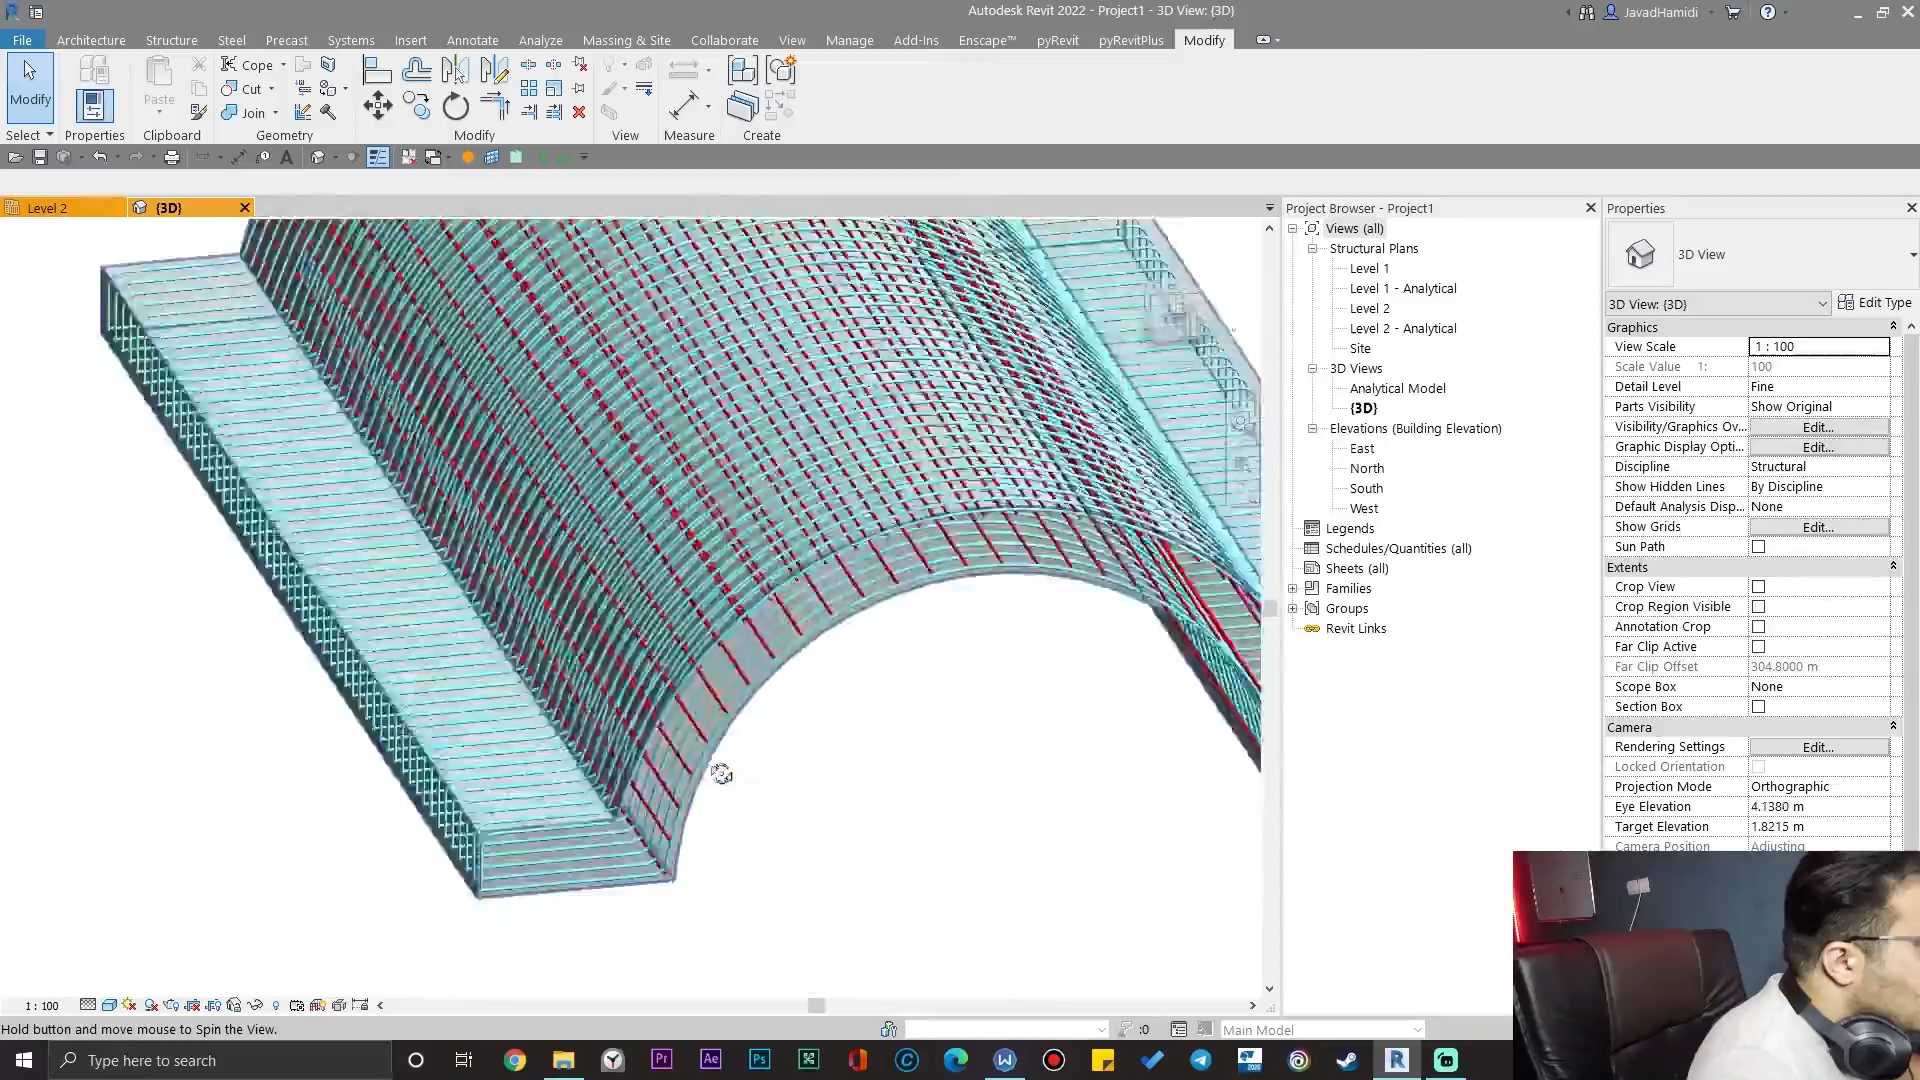 Autodesk Revit 2022 - Project1 - 3D View: {3D}
JavadHamidi
File Architecture Structure Steel Precast Systems Insert Annotate Analyze Massing & Site Collaborate View Manage Add-Ins Enscape™ pyRevit pyRevitPlus Modify
Modify
Paste
Cope
Cut
Join
Select Properties Clipboard Geometry Modify View Measure Create
Level 2
{3D}
Project Browser - Project1
Views (all)
Structural Plans
Level 1
Level 1 - Analytical
Level 2
Level 2 - Analytical
Site
3D Views
Analytical Model
{3D}
Elevations (Building Elevation)
East
North
South
West
Legends
Schedules/Quantities (all)
Sheets (all)
Families
Groups
Revit Links
Properties
3D View
3D View: {3D} Edit Type
Graphics
View Scale 1 : 100
Scale Value 1: 100
Detail Level Fine
Parts Visibility Show Original
Visibility/Graphics Ov... Edit...
Graphic Display Opti... Edit...
Discipline Structural
Show Hidden Lines By Discipline
Default Analysis Disp... None
Show Grids Edit...
Sun Path
Extents
Crop View
Crop Region Visible
Annotation Crop
Far Clip Active
Far Clip Offset 304.8000 m
Scope Box None
Section Box
Camera
Rendering Settings Edit...
Locked Orientation
Projection Mode Orthographic
Eye Elevation 4.1380 m
Target Elevation 1.8215 m
Camera Position Adjusting
1 : 100
Hold button and move mouse to Spin the View.
:0
Main Model
Type here to search
Pr
Ae
Ps
2020
R